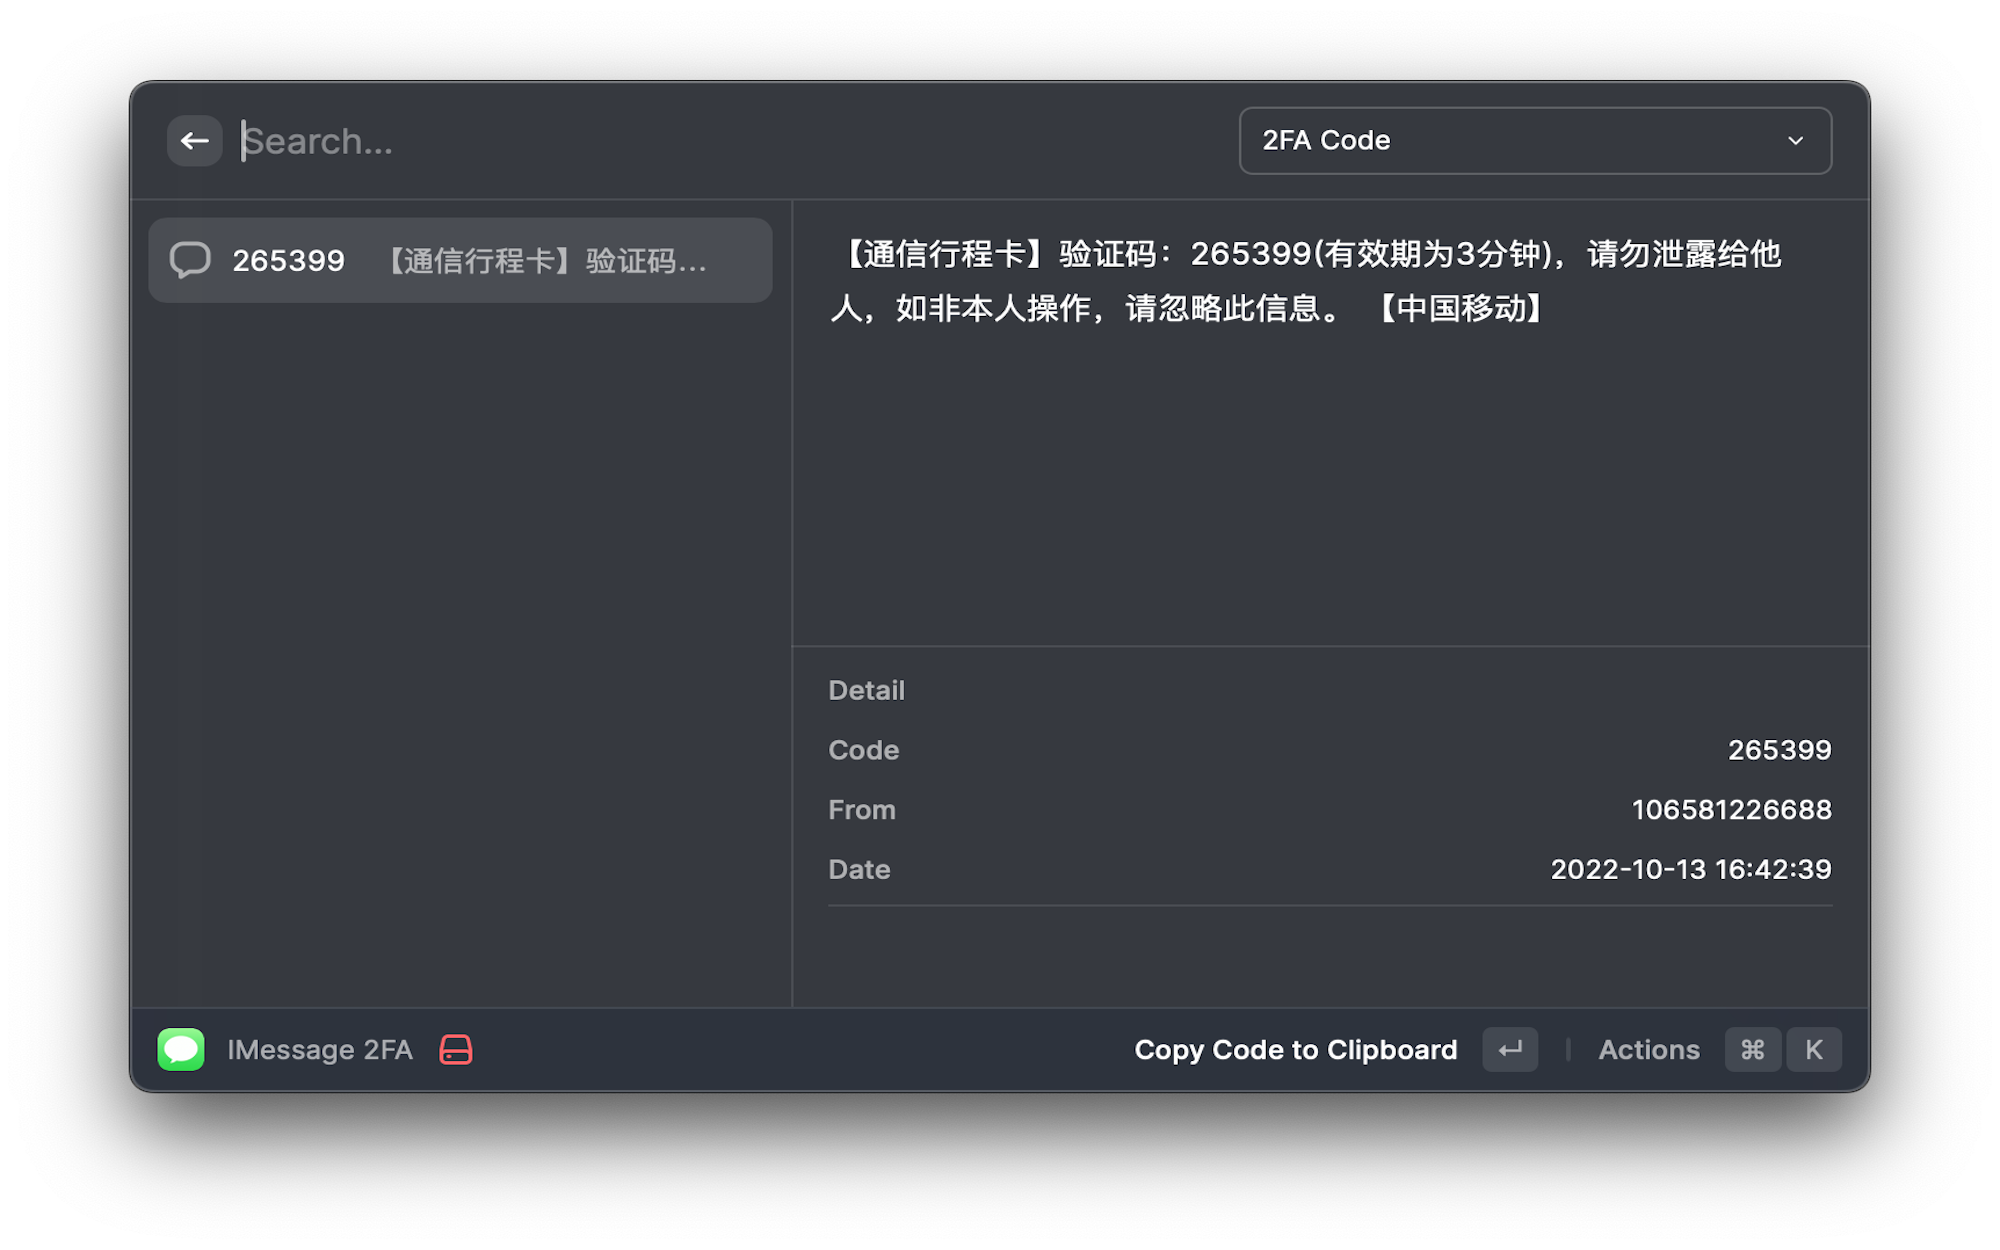 Search...
2FA Code
265399 【通信行程卡】验证码...
【通信行程卡】验证码：265399(有效期为3分钟)，请勿泄露给他
人，如非本人操作，请忽略此信息。 【中国移动】
Detail
Code 265399
From 106581226688
Date 2022-10-13 16:42:39
IMessage 2FA
Copy Code to Clipboard ↵
Actions ⌘ K